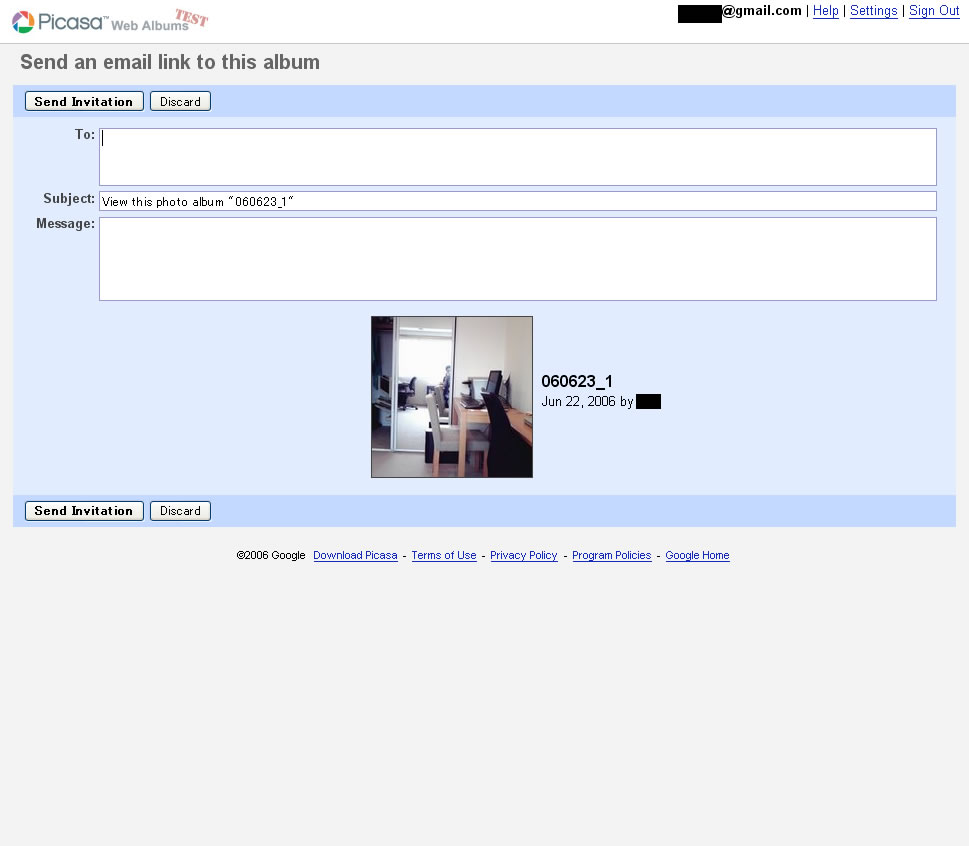 Picasa™ Web Albums TEST
@gmail.com | Help | Settings | Sign Out
Send an email link to this album
Send Invitation Discard
To:
Subject: View this photo album "060623_1"
Message:
060623_1
Jun 22, 2006 by
Send Invitation Discard
©2006 Google Download Picasa - Terms of Use - Privacy Policy - Program Policies - Google Home